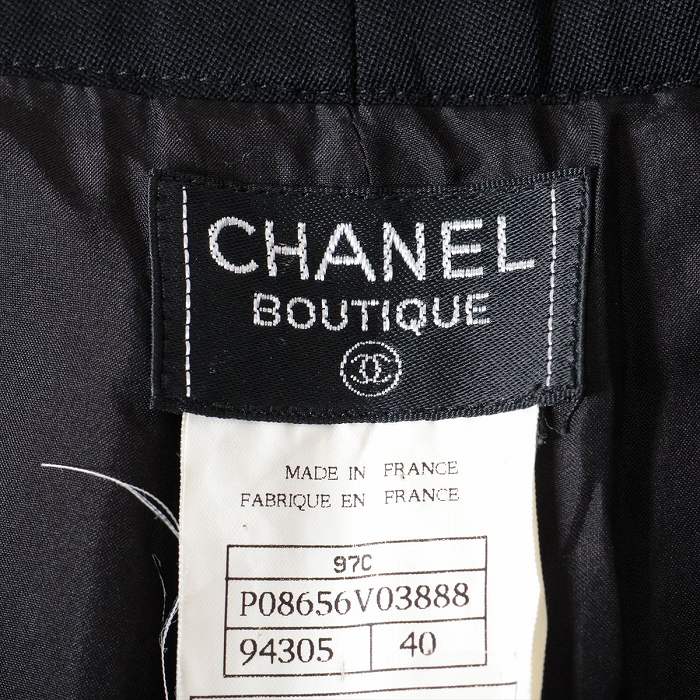 CHANEL
BOUTIQUE
MADE IN FRANCE
FABRIQUE EN FRANCE
97C
P08656V03888
94305 40